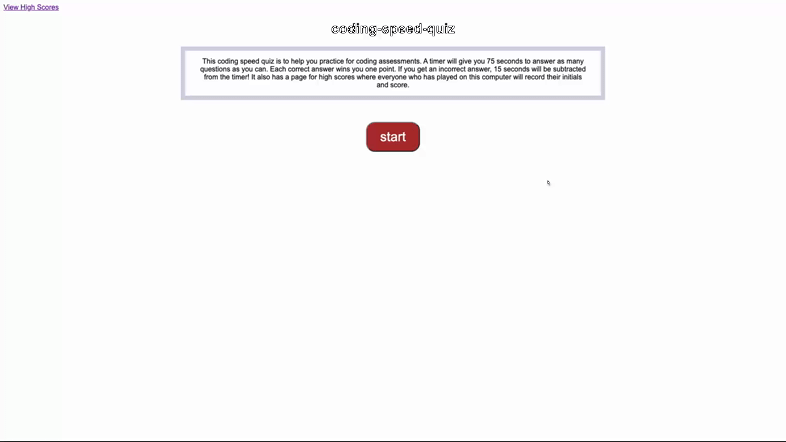 View High Scores
coding-speed-quiz
This coding speed quiz is to help you practice for coding assessments. A timer will give you 75 seconds to answer as many
questions as you can. Each correct answer wins you one point. If you get an incorrect answer, 15 seconds will be subtracted
from the timer! It also has a page for high scores where everyone who has played on this computer will record their initials
and score.
start